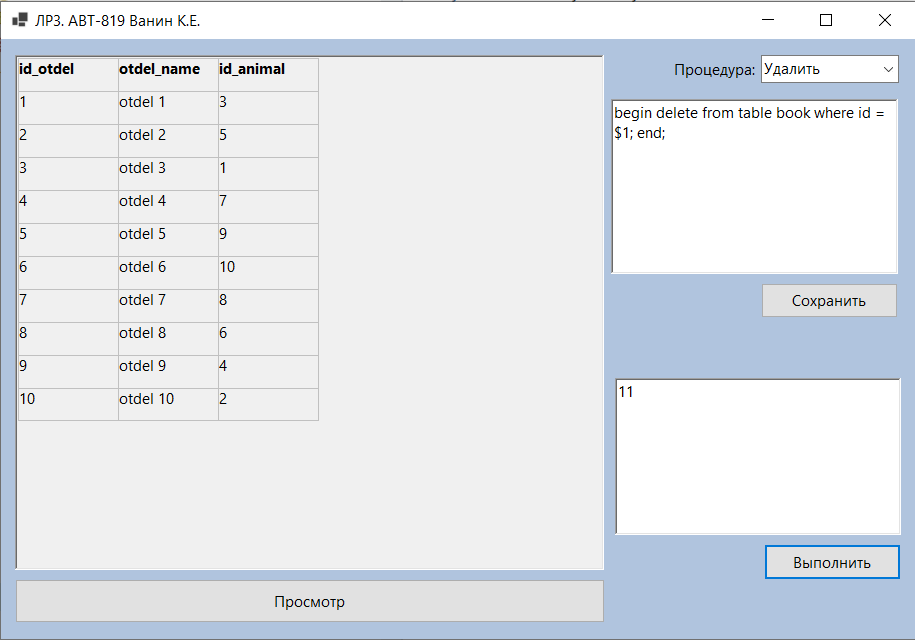 ЛР3. АВТ-819 Ванин К.Е.
id_otdel otdel_name id_animal
1 otdel 1 3
2 otdel 2 5
3 otdel 3 1
4 otdel 4 7
5 otdel 5 9
6 otdel 6 10
7 otdel 7 8
8 otdel 8 6
9 otdel 9 4
10 otdel 10 2
Просмотр
Процедура: Удалить
begin delete from table book where id =
$1; end;
Сохранить
11
Выполнить